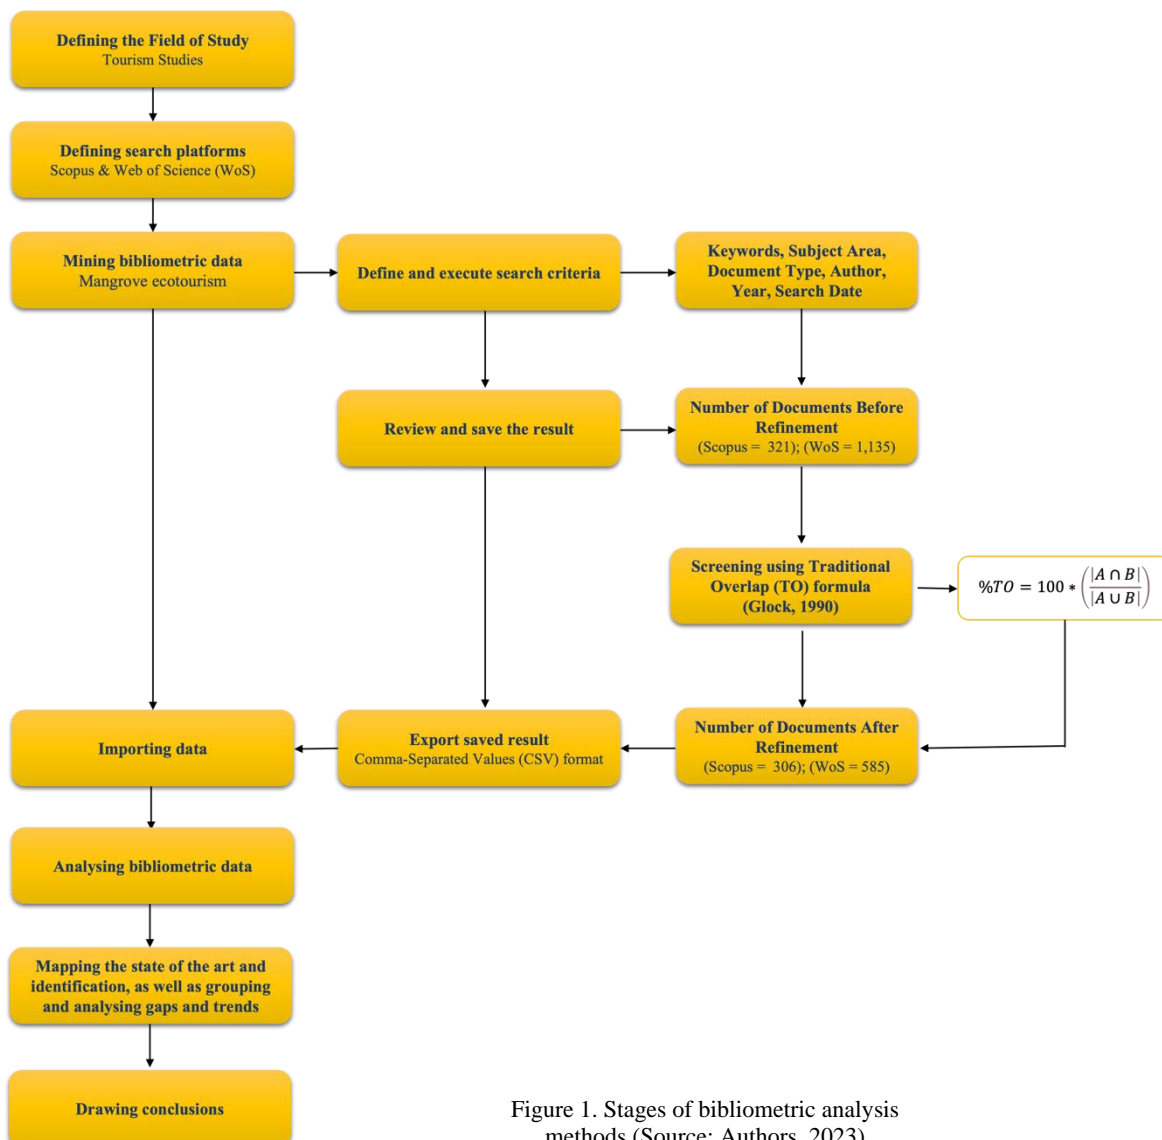 Defining the Field of Study
Tourism Studies
Defining search platforms
Scopus & Web of Science (WoS)
Mining bibliometric data
Mangrove ecotourism
Define and execute search criteria
Keywords, Subject Area,
Document Type, Author,
Year, Search Date
Review and save the result
Number of Documents Before
Refinement
(Scopus = 321); (WoS = 1,135)
Screening using Traditional
Overlap (TO) formula
(Glock, 1990)
%TO = 100 * (|A ∩ B| / |A ∪ B|)
Importing data
Export saved result
Comma-Separated Values (CSV) format
Number of Documents After
Refinement
(Scopus = 306); (WoS = 585)
Analysing bibliometric data
Mapping the state of the art and
identification, as well as grouping
and analysing gaps and trends
Drawing conclusions
Figure 1. Stages of bibliometric analysis
methods (Source: Authors, 2023)